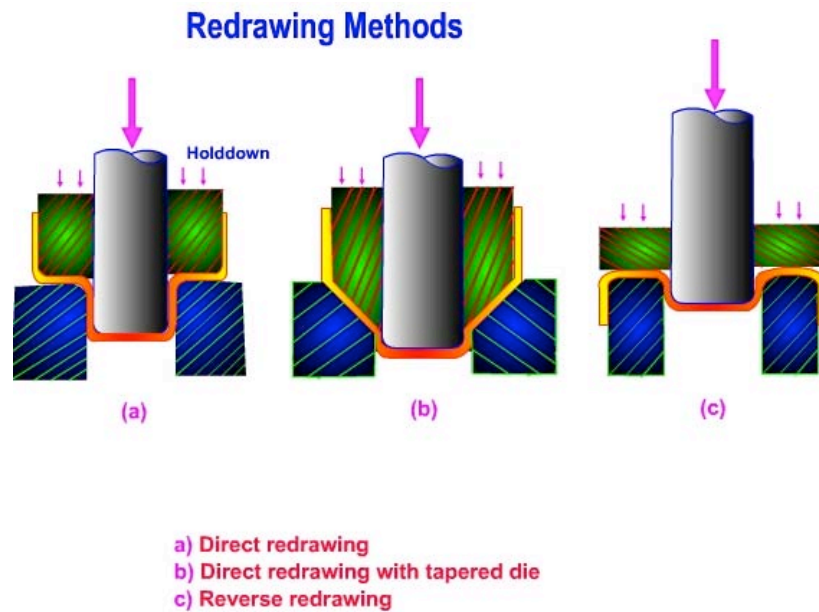 Redrawing Methods
Holddown
(a)
(b)
(c)
a) Direct redrawing
b) Direct redrawing with tapered die
c) Reverse redrawing